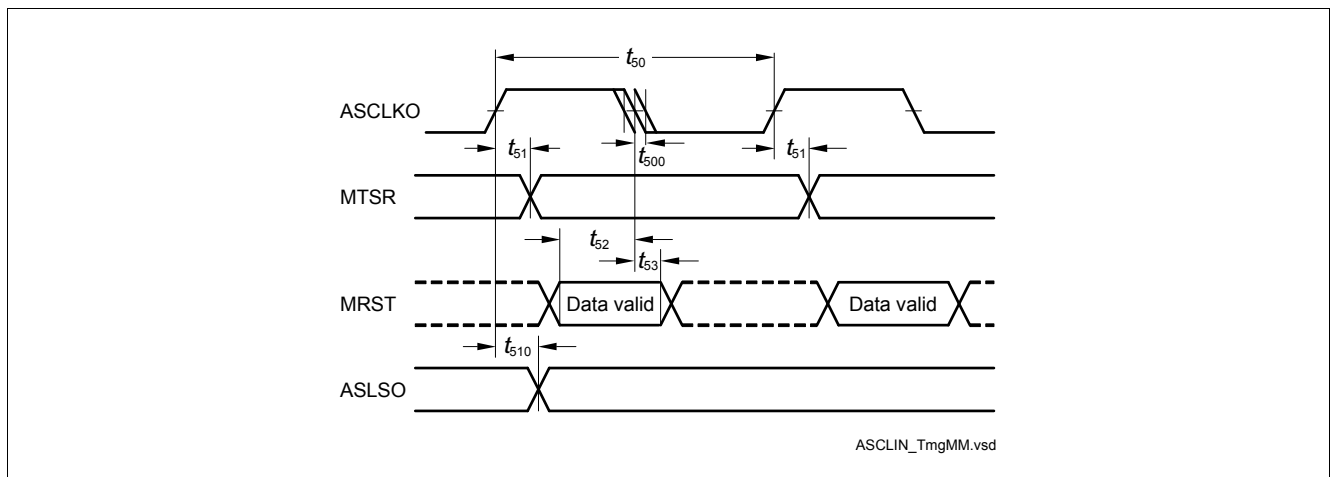 t50
ASCLKO
t51
t500
t51
MTSR
t52
t53
MRST
Data valid
Data valid
t510
ASLSO
ASCLIN_TmgMM.vsd